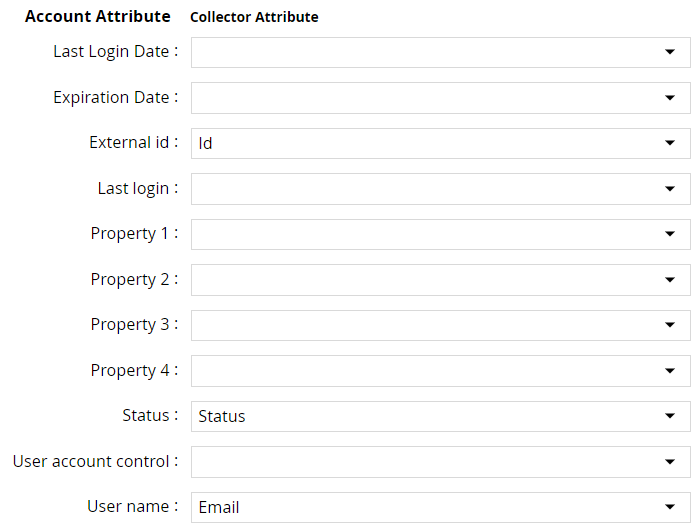 Account Attribute Collector Attribute
Last Login Date :
Expiration Date :
External id : Id
Last login :
Property 1 :
Property 2 :
Property 3 :
Property 4 :
Status : Status
User account control :
User name : Email